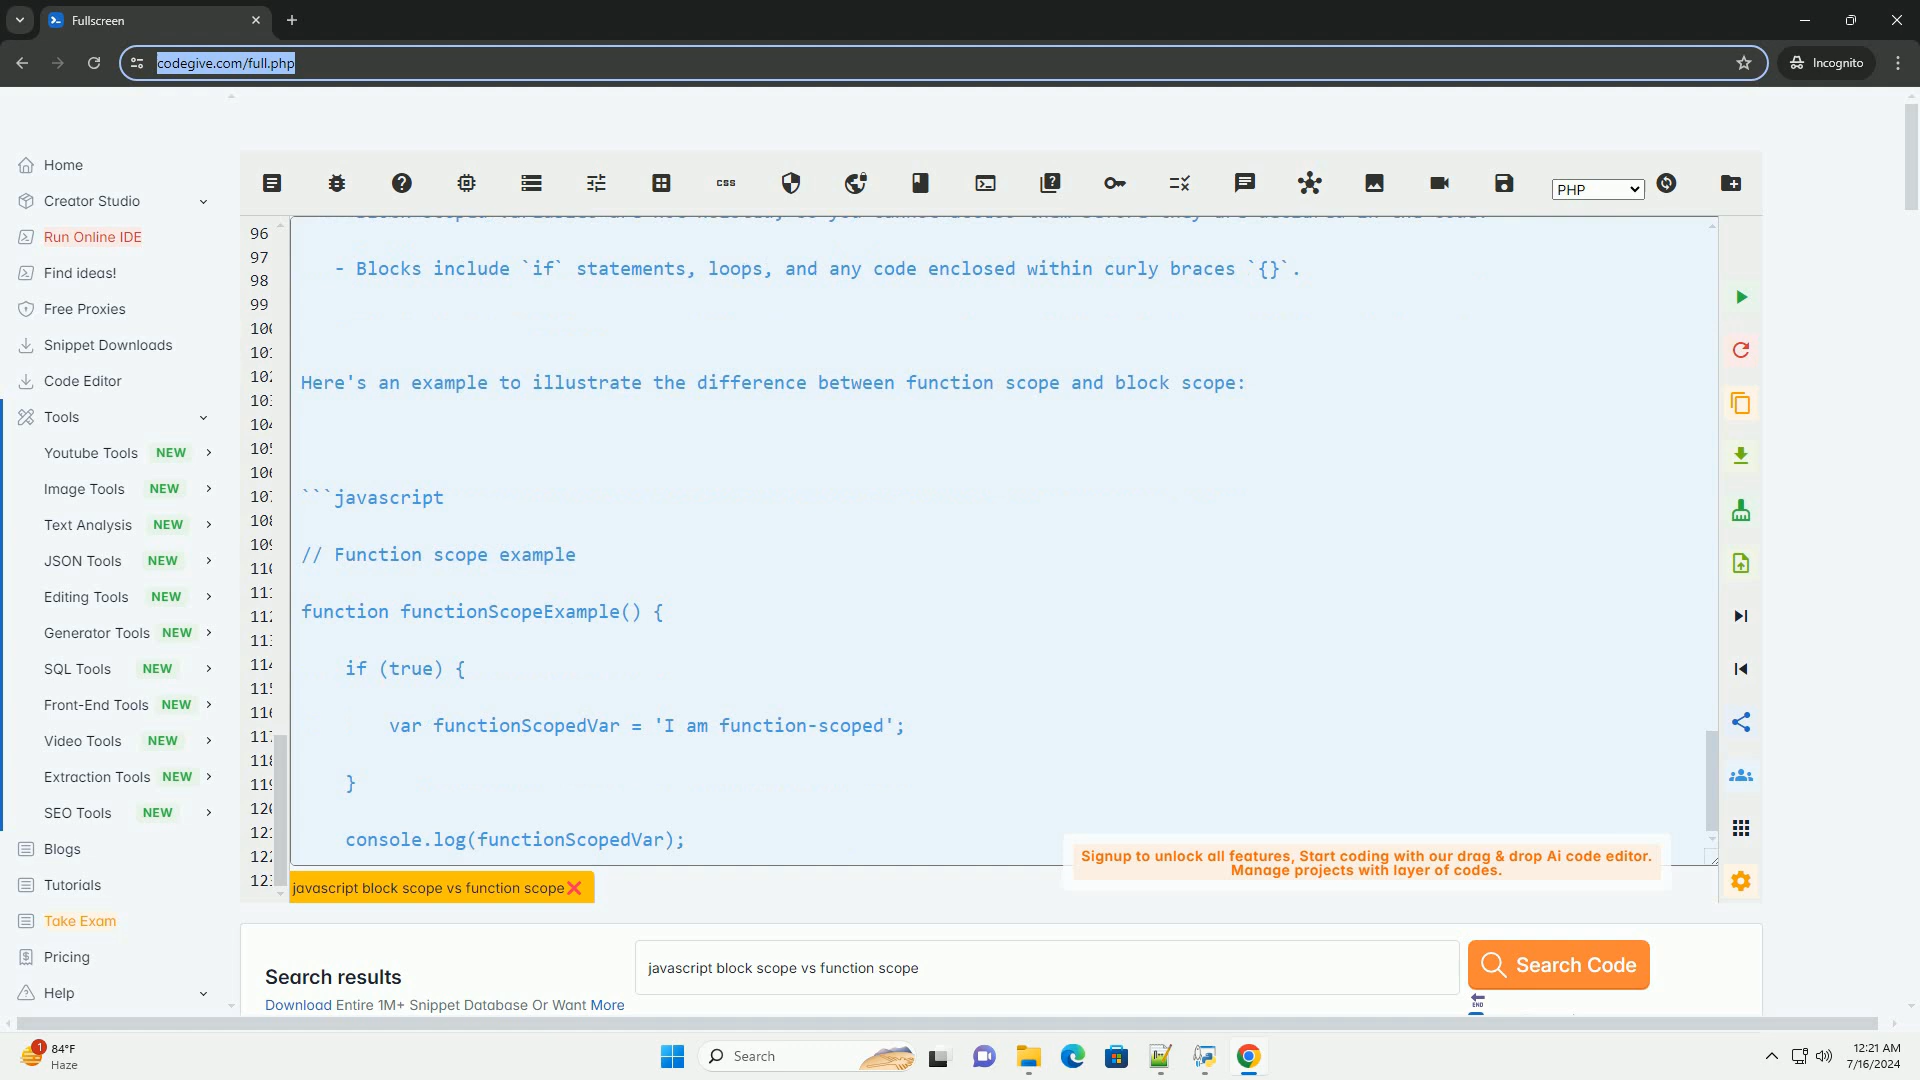 Fullscreen
codegive.com/full.php
Incognito
Home
Creator Studio
Run Online IDE
Find ideas!
Free Proxies
Snippet Downloads
Code Editor
Tools
Youtube Tools NEW
Image Tools NEW
Text Analysis NEW
JSON Tools NEW
Editing Tools NEW
Generator Tools NEW
SQL Tools NEW
Front-End Tools NEW
Video Tools NEW
Extraction Tools NEW
SEO Tools NEW
Blogs
Tutorials
Take Exam
Pricing
Help
css
PHP
96
97
98
99
- Blocks include `if` statements, loops, and any code enclosed within curly braces `{}`.
Here's an example to illustrate the difference between function scope and block scope:
```javascript
// Function scope example
function functionScopeExample() {
if (true) {
var functionScopedVar = 'I am function-scoped';
}
console.log(functionScopedVar);
Signup to unlock all features, Start coding with our drag & drop Ai code editor.
Manage projects with layer of codes.
javascript block scope vs function scope
Search results
Download Entire 1M+ Snippet Database Or Want More
javascript block scope vs function scope
Search Code
END
1
84°F
Haze
Search
12:21 AM
7/16/2024